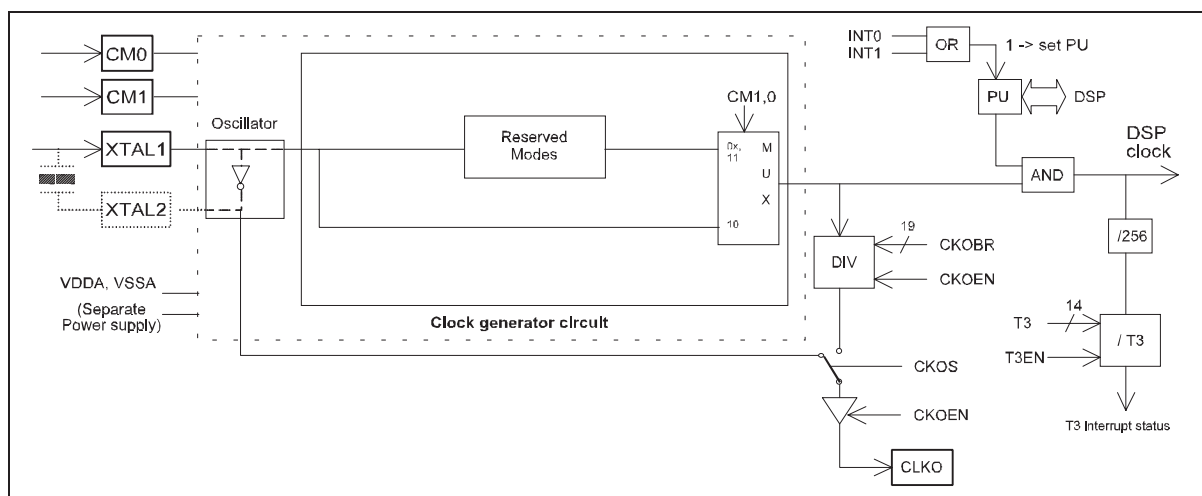 CM0
CM1
XTAL1
XTAL2
VDDA, VSSA
(Separate
Power supply)
Oscillator
Reserved
Modes
CM1,0
0x,
11
10
M
U
X
Clock generator circuit
INT0
INT1
OR
1 -> set PU
PU
DSP
DSP
clock
AND
/256
19
CKOBR
DIV
CKOEN
14
T3
/ T3
T3EN
T3 Interrupt status
CKOS
CKOEN
CLKO